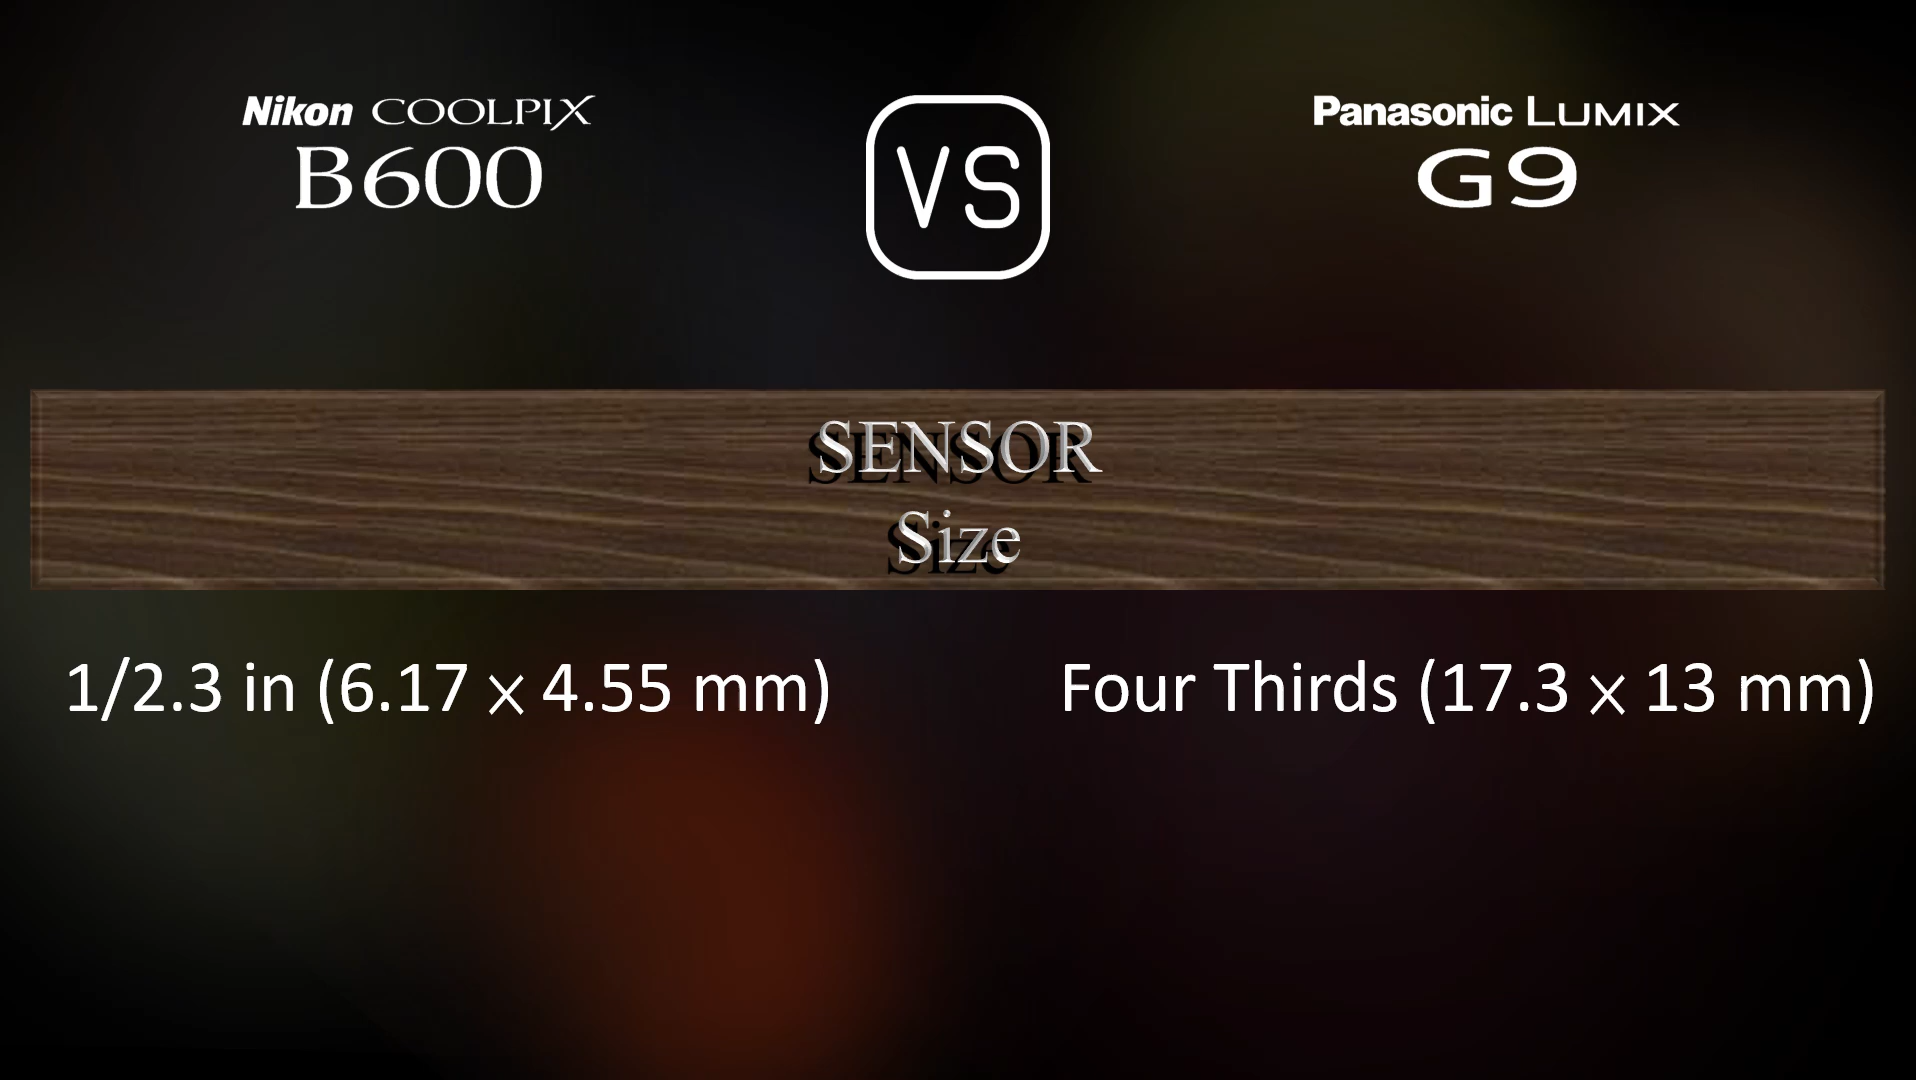 Nikon COOLPIX
B600
VS
Panasonic LUMIX
G9
SENSOR
Size
1/2.3 in (6.17 x 4.55 mm)
Four Thirds (17.3 x 13 mm)